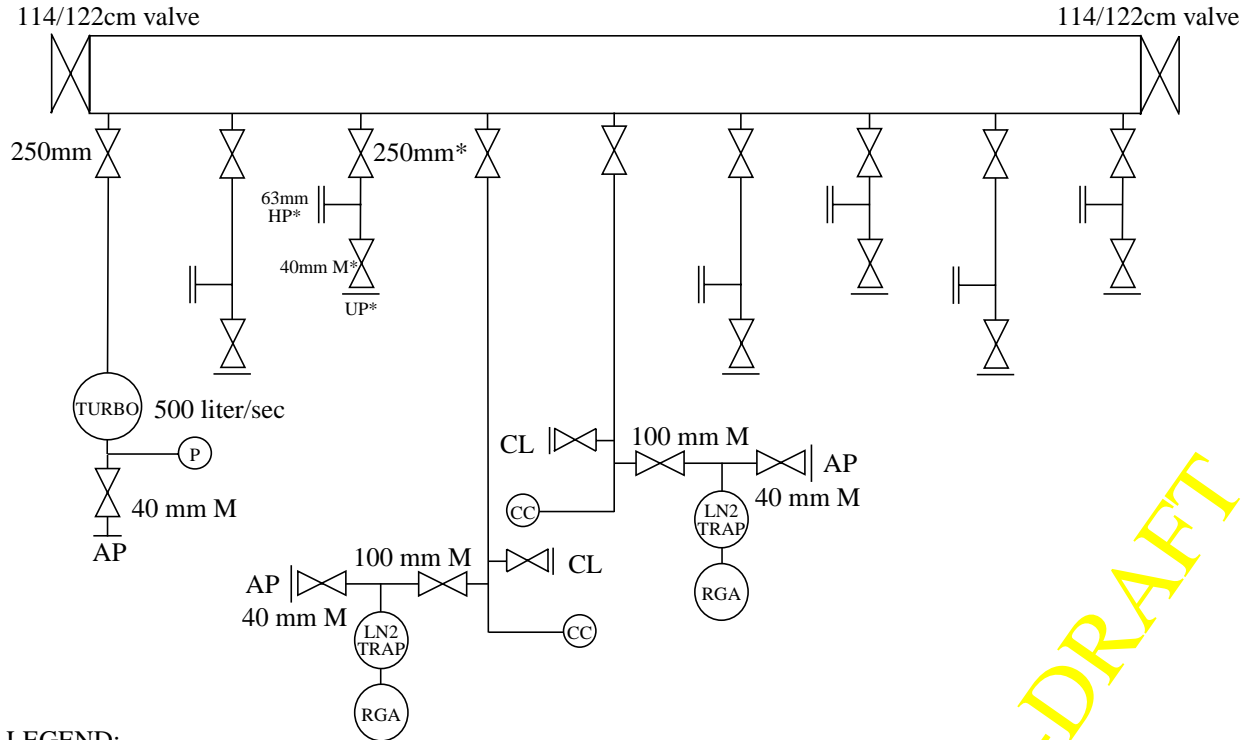 114/122cm valve
114/122cm valve
250mm
250mm*
63mm
HP*
40mm M*
UP*
TURBO
500 liter/sec
P
40 mm M
AP
CL
100 mm M
AP
40 mm M
CC
LN2
TRAP
RGA
100 mm M
CL
AP
40 mm M
CC
LN2
TRAP
RGA
LEGEND:
-DRAFT